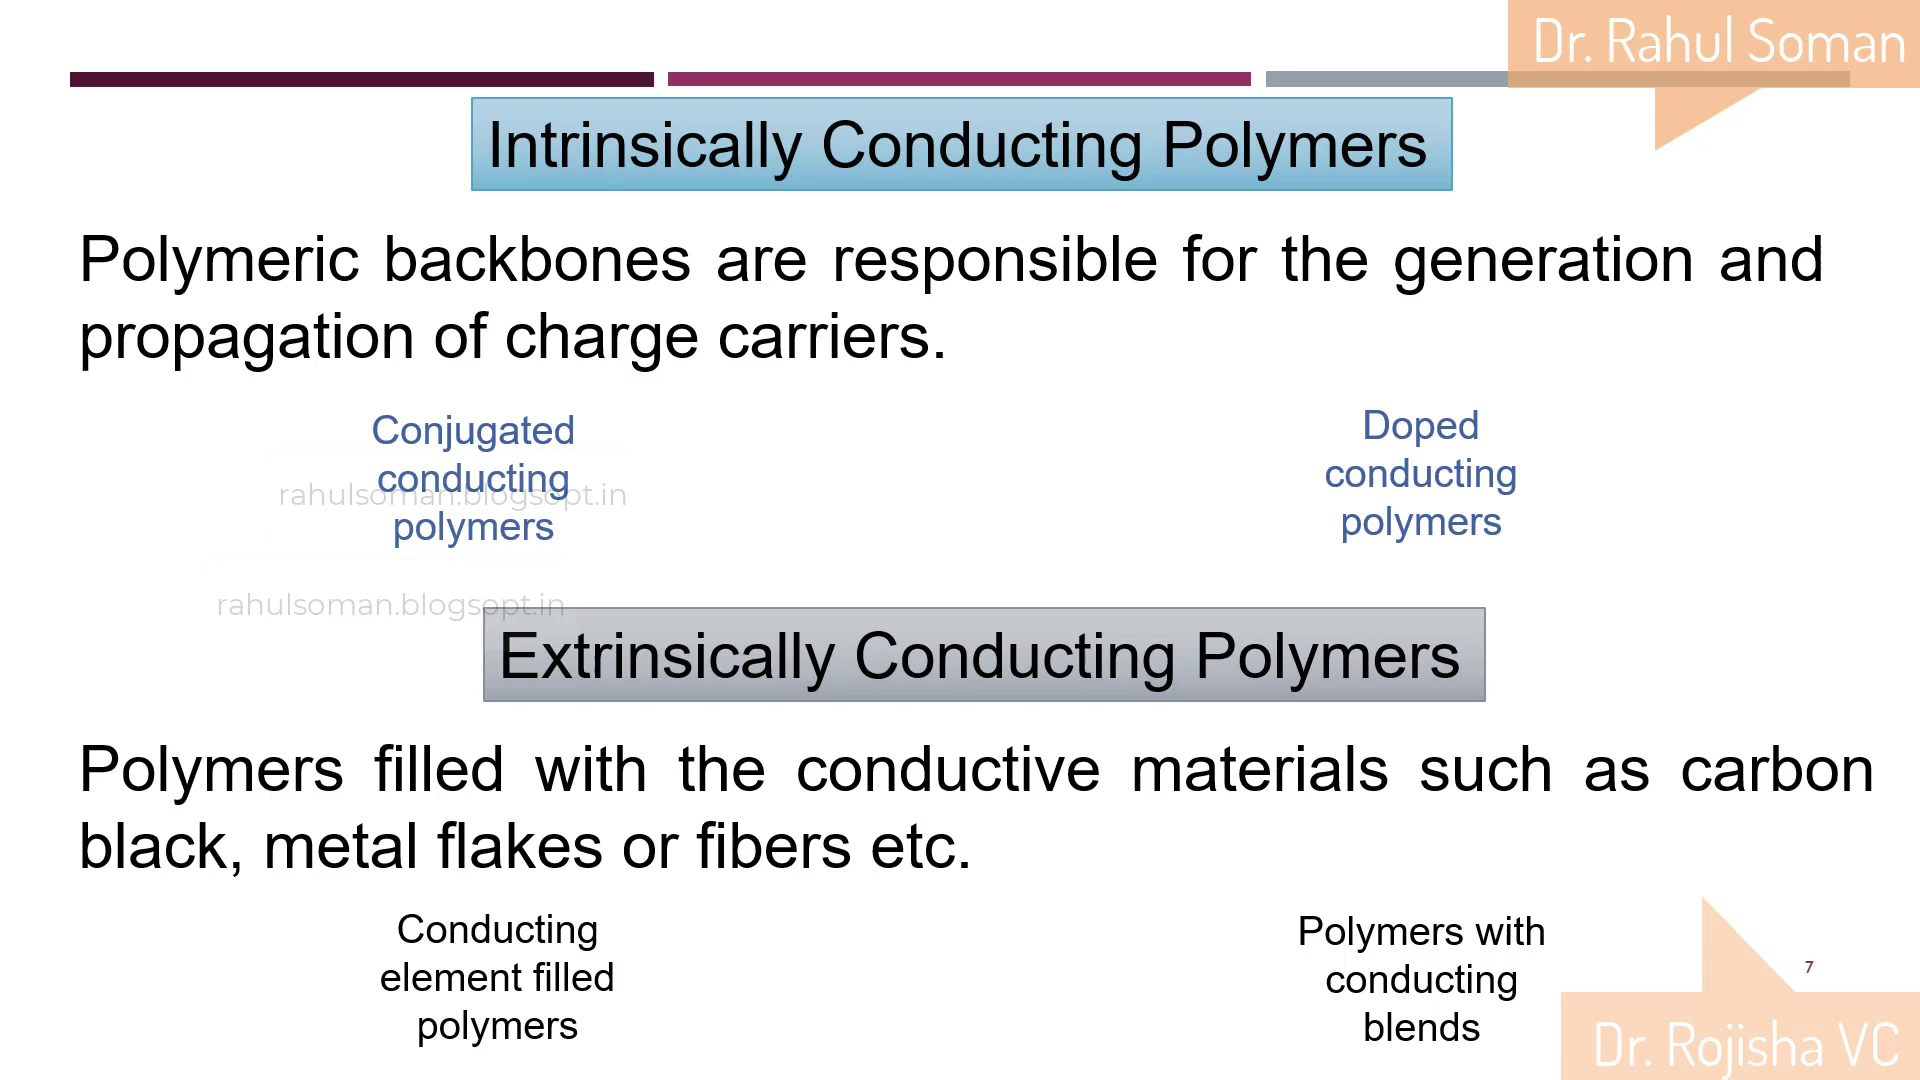 Dr. Rahul Soman
Intrinsically Conducting Polymers
Polymeric backbones are responsible for the generation and
propagation of charge carriers.
Conjugated
conducting
polymers
Doped
conducting
polymers
rahulsoman.blogsopt.in
rahulsoman.blogsopt.in
Extrinsically Conducting Polymers
Polymers filled with the conductive materials such as carbon
black, metal flakes or fibers etc.
Conducting
element filled
polymers
Polymers with
conducting
blends
7
Dr. Rojisha VC